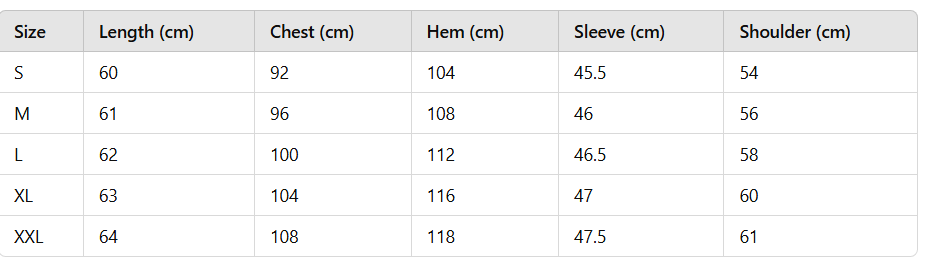 Size Length (cm) Chest (cm) Hem (cm) Sleeve (cm) Shoulder (cm)
S 60 92 104 45.5 54
M 61 96 108 46 56
L 62 100 112 46.5 58
XL 63 104 116 47 60
XXL 64 108 118 47.5 61